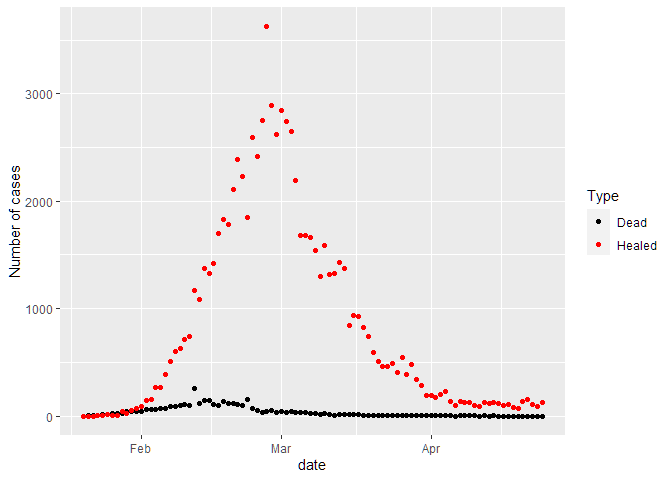 Number of cases
3000
2000
1000
0
Feb
Mar
Apr
date
Type
Dead
Healed